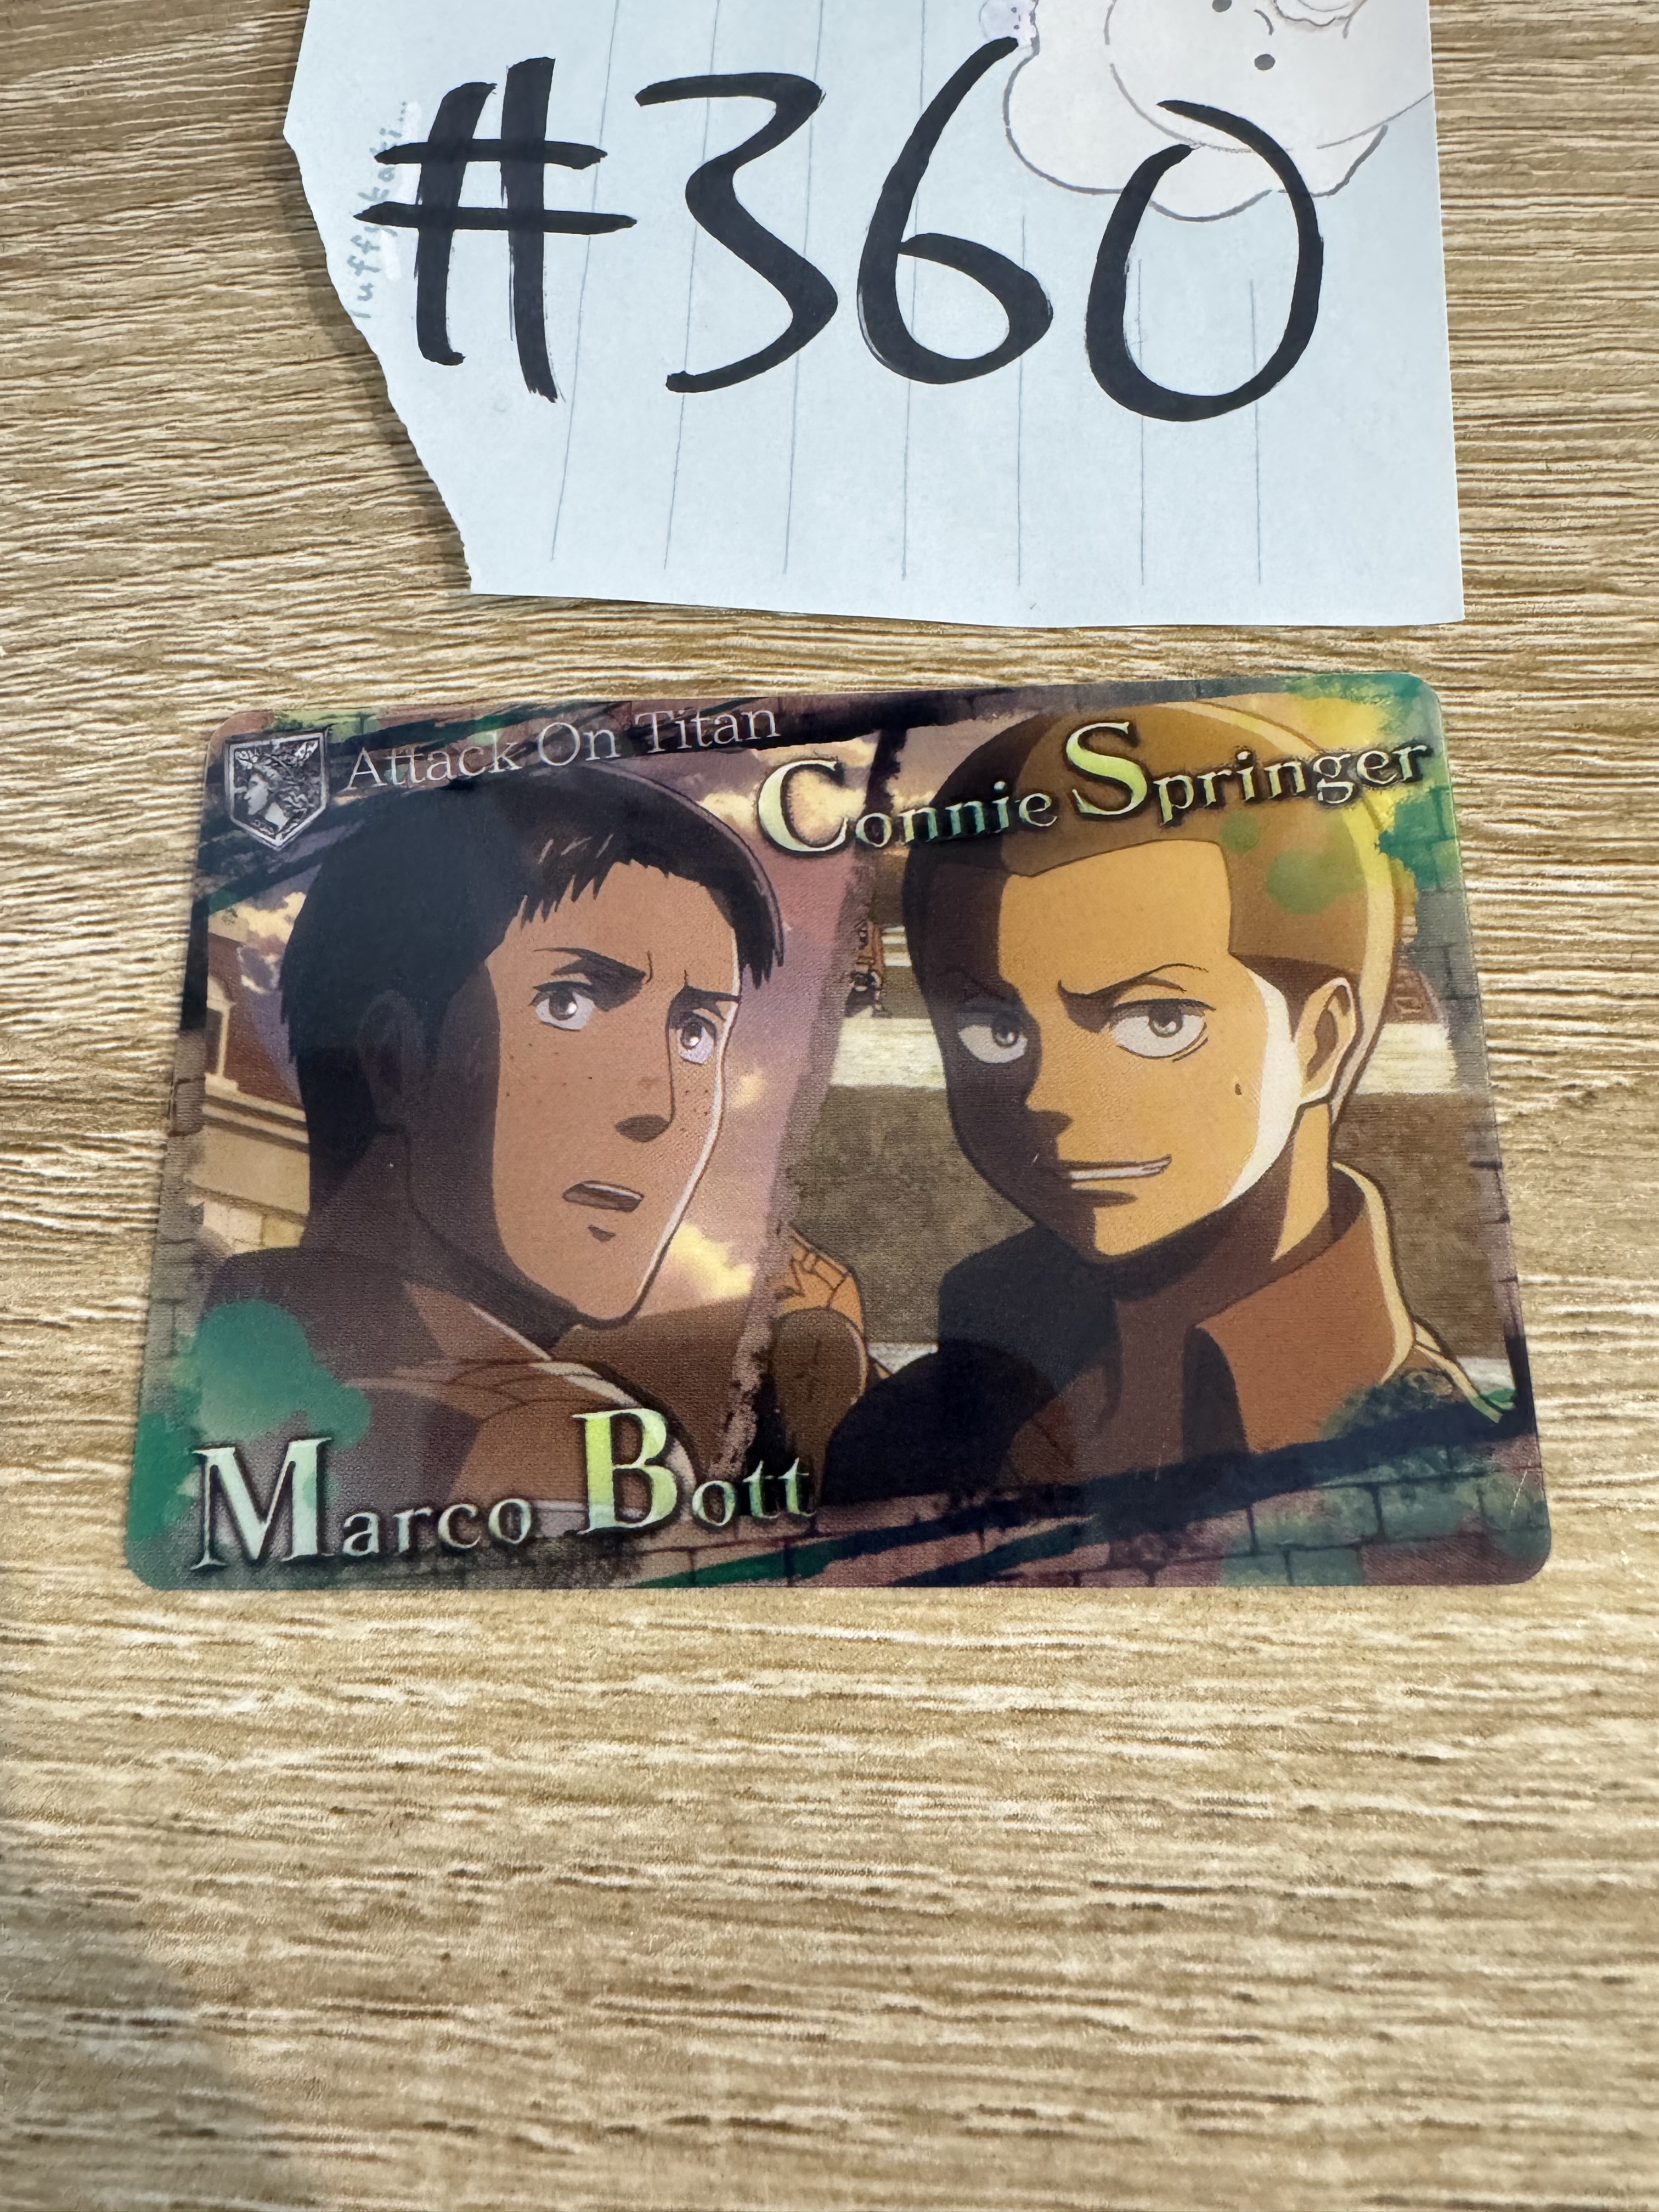 #360
Attack On Titan
Connie Springer
Marco Bott